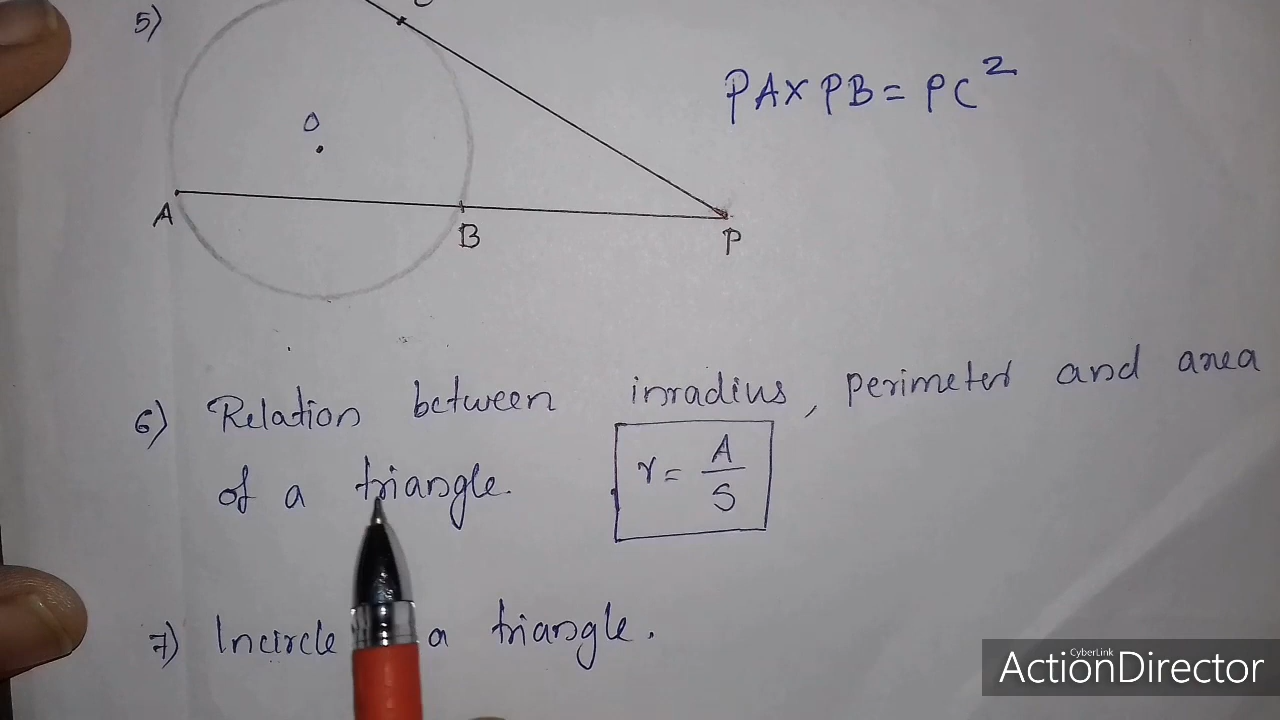 5)
O
PA×PB=PC²
A
B
P
6) Relation between inradius, perimeter and area
of a triangle. r = A/S
7) Incircle a triangle.
CyberLink
ActionDirector